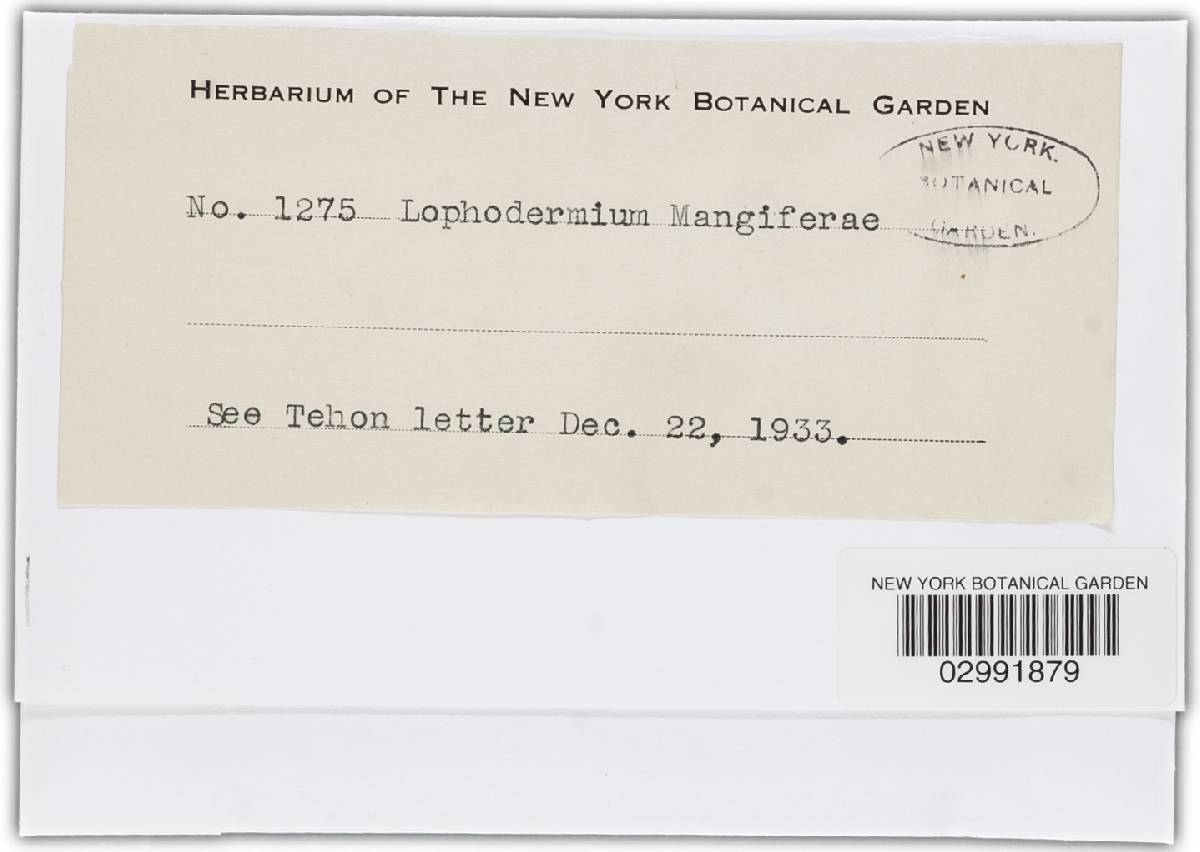 HERBARIUM OF THE NEW YORK BOTANICAL GARDEN
NEW YORK.
BOTANICAL
GARDEN.
No. 1275 Lophodermium Mangiferae
See Tehon letter Dec. 22, 1933.
NEW YORK BOTANICAL GARDEN
02991879